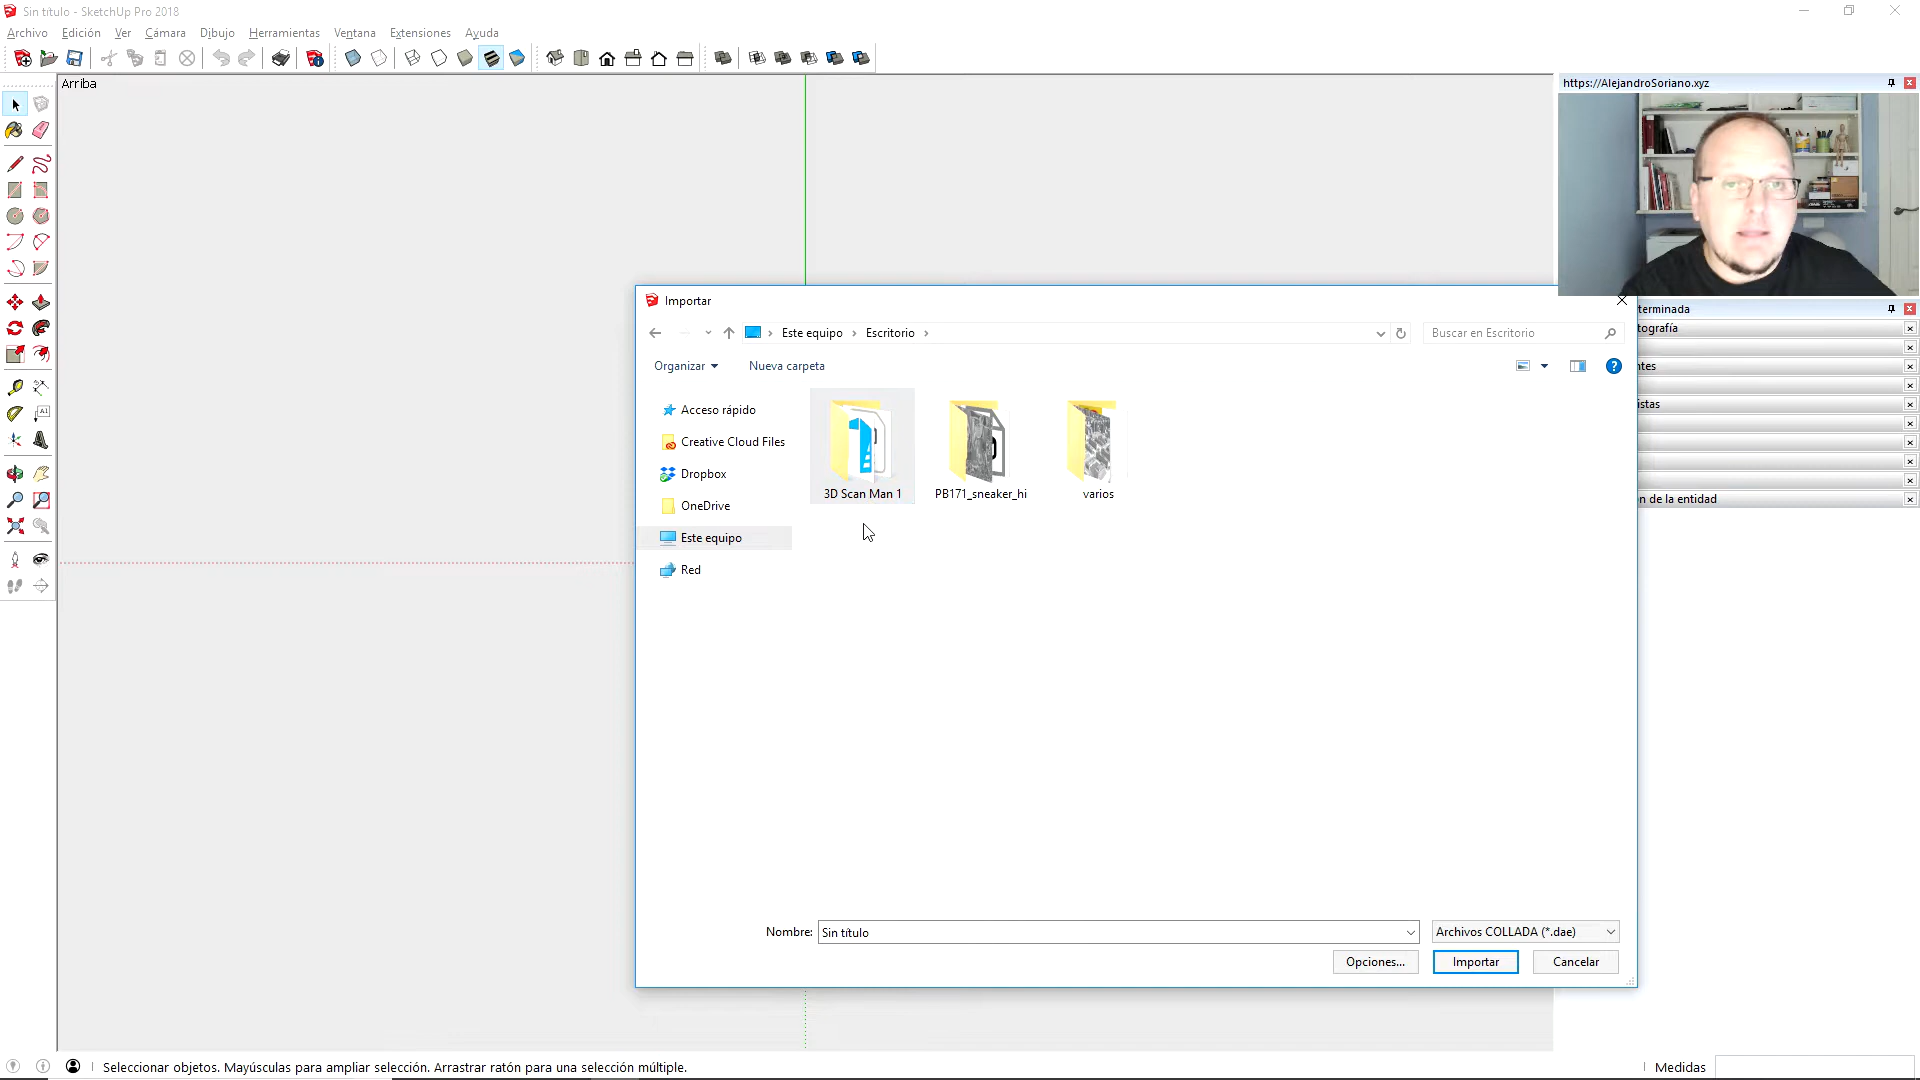 Sin título - SketchUp Pro 2018
Archivo Edición Ver Cámara Dibujo Herramientas Ventana Extensiones Ayuda
Arriba
https://AlejandroSoriano.xyz
Importar
Este equipo Escritorio
Buscar en Escritorio
Organizar Nueva carpeta
Acceso rápido
Creative Cloud Files
Dropbox
OneDrive
Este equipo
Red
3D Scan Man 1
PB171_sneaker_hi
varios
terminada
tografía
ntes
istas
n de la entidad
Nombre: Sin título
Archivos COLLADA (*.dae)
Opciones... Importar Cancelar
Seleccionar objetos. Mayúsculas para ampliar selección. Arrastrar ratón para una selección múltiple.
Medidas